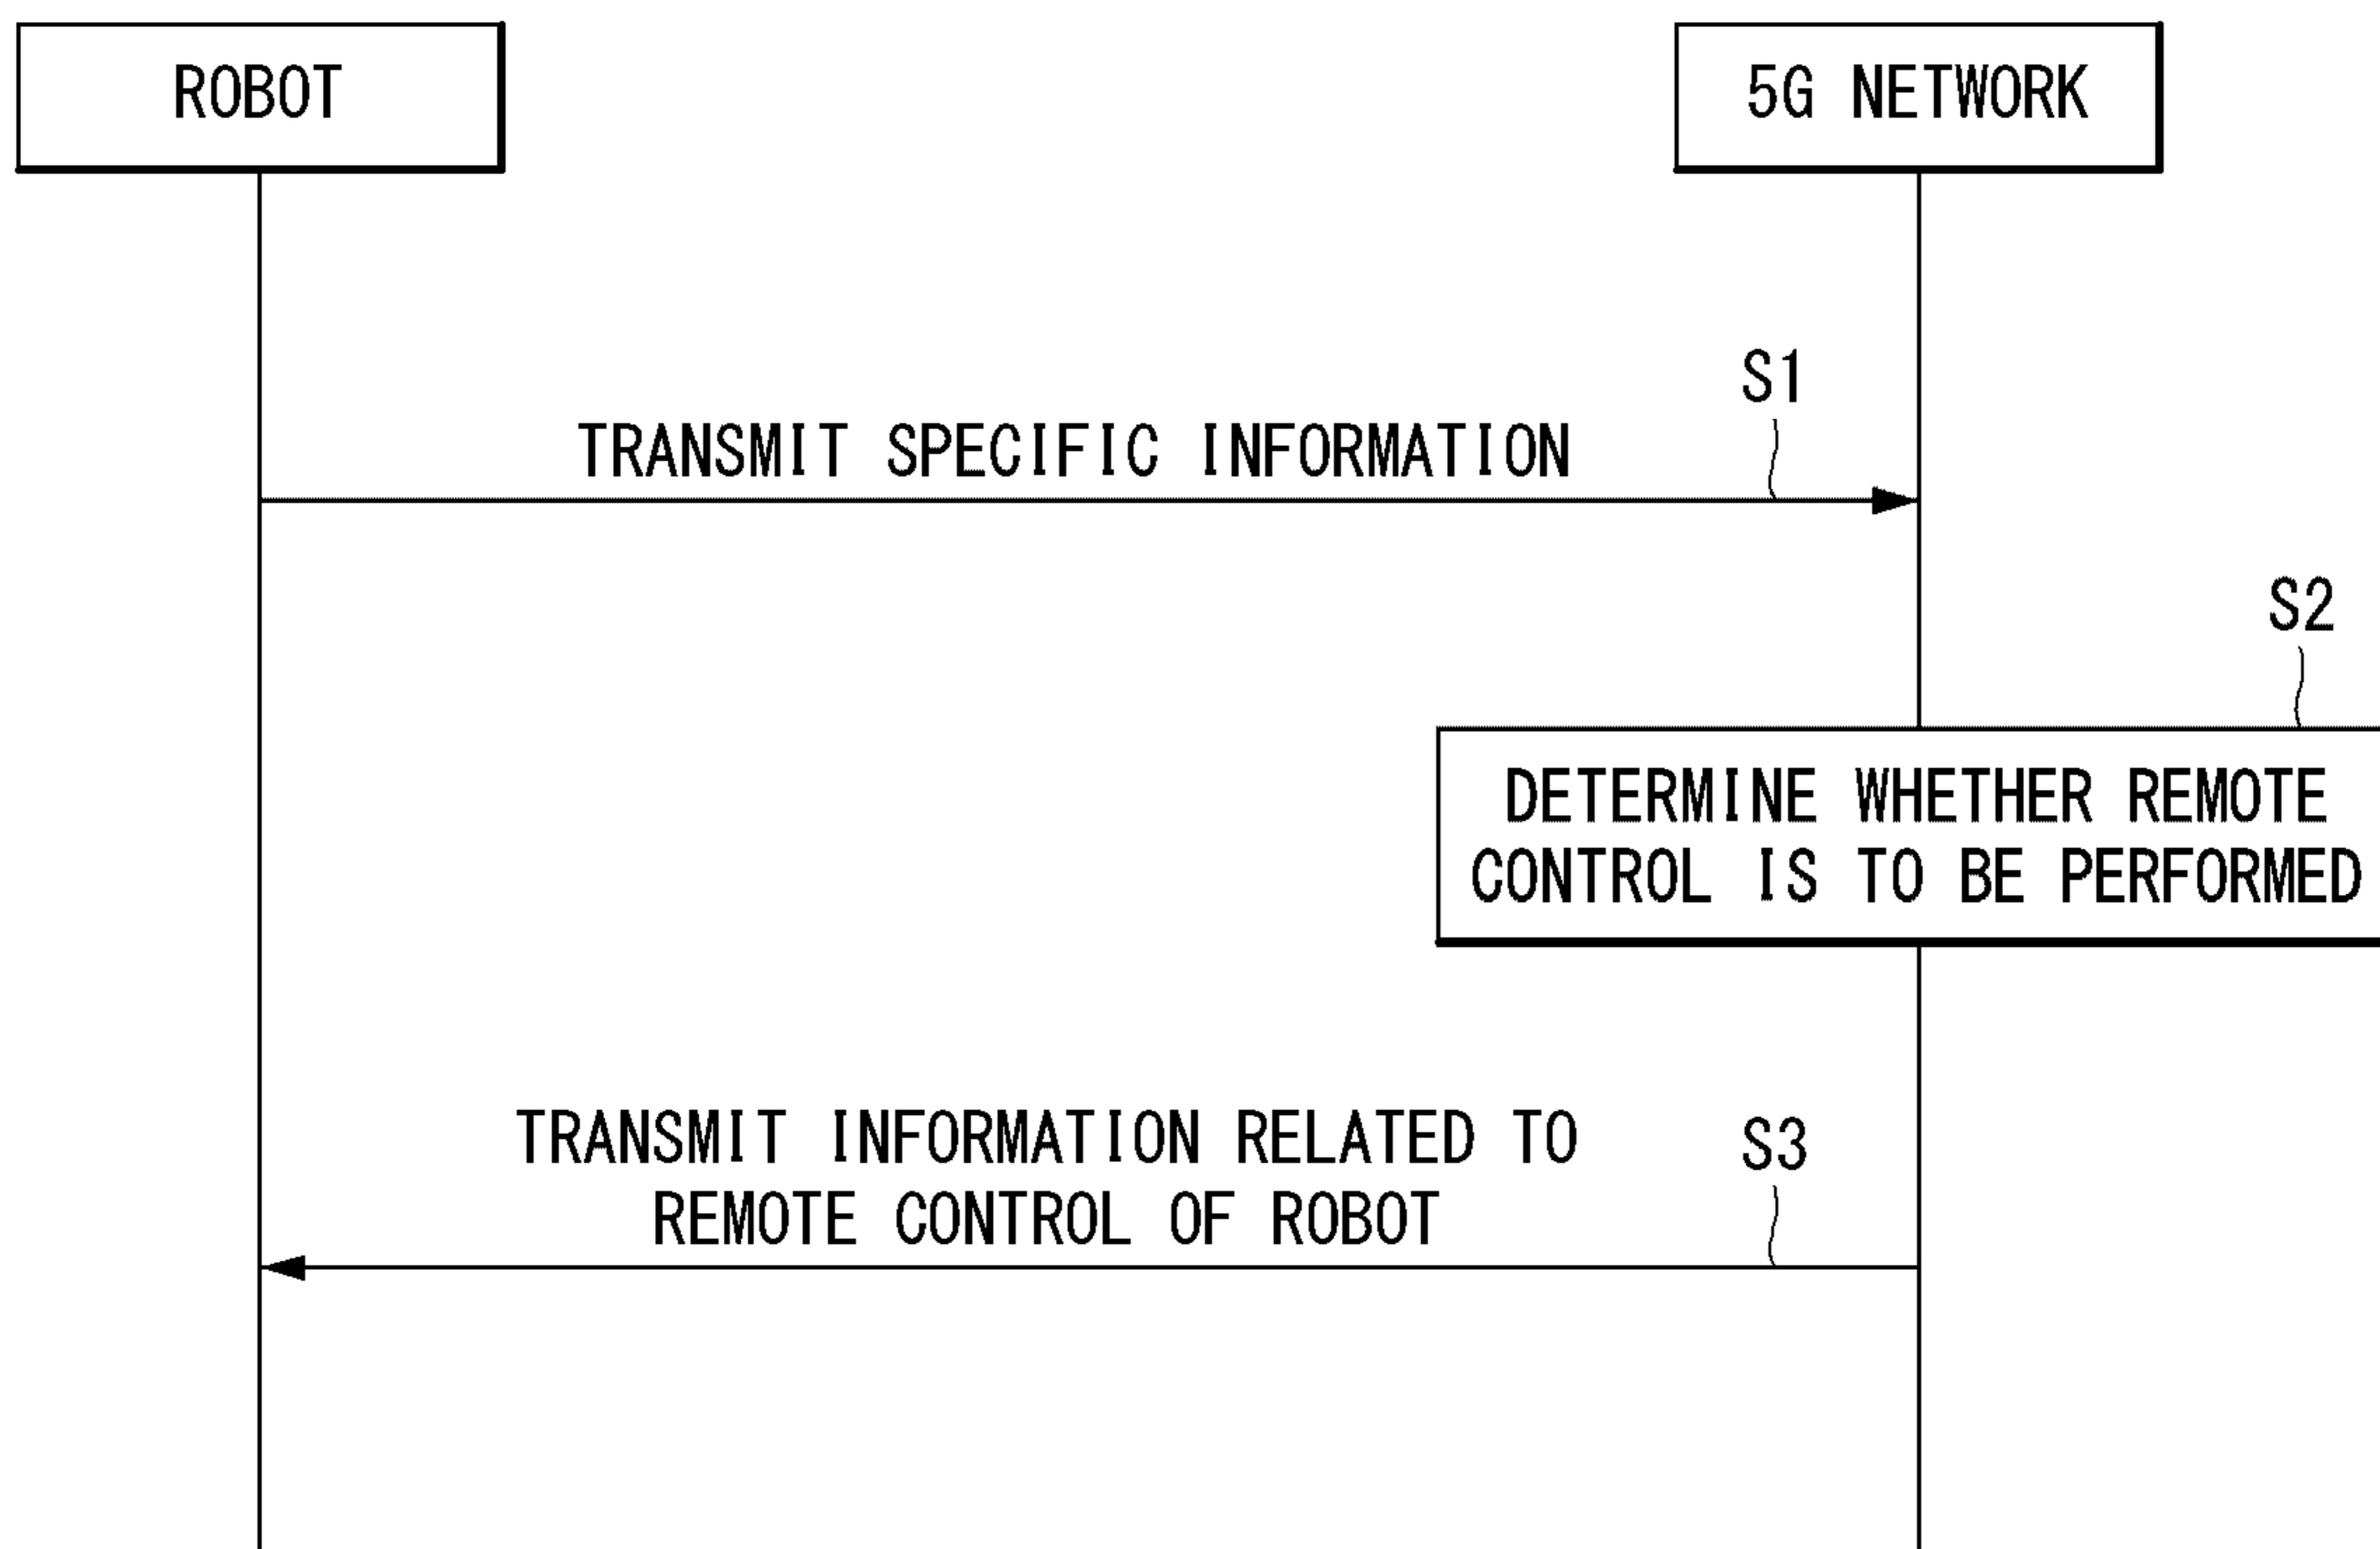 ROBOT
5G NETWORK
S1
TRANSMIT SPECIFIC INFORMATION
S2
DETERMINE WHETHER REMOTE
CONTROL IS TO BE PERFORMED
TRANSMIT INFORMATION RELATED TO
REMOTE CONTROL OF ROBOT
S3